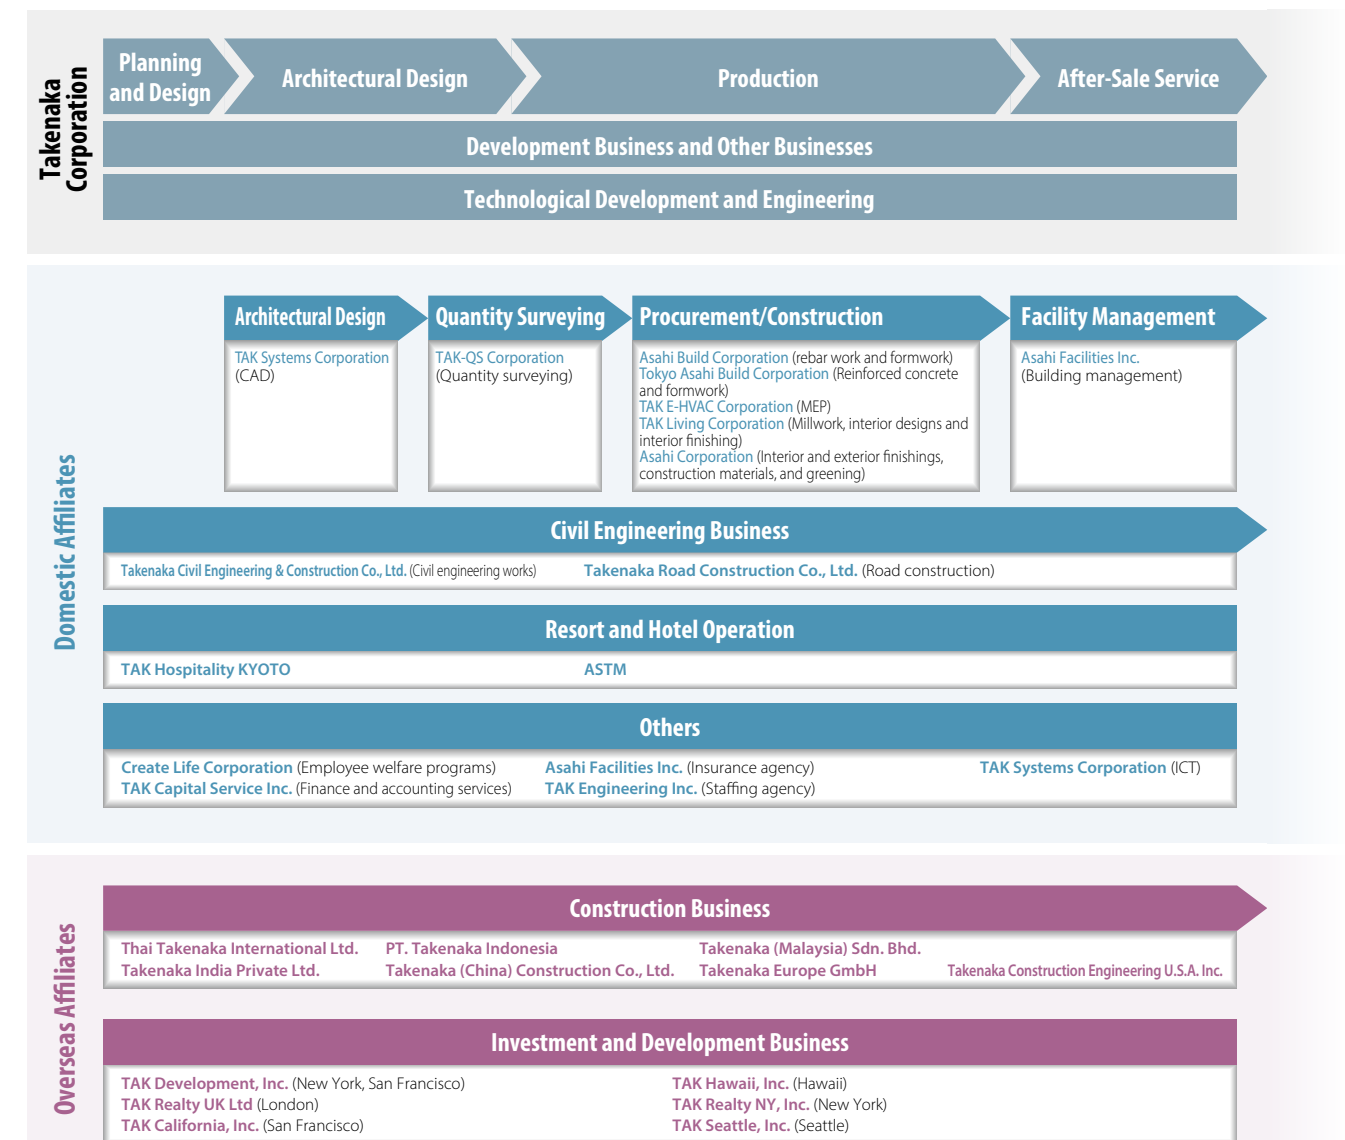 Takenaka
Corporation
Planning
and Design
Architectural Design
Production
After-Sale Service
Development Business and Other Businesses
Technological Development and Engineering
Domestic Affiliates
Architectural Design
TAK Systems Corporation
(CAD)
Quantity Surveying
TAK-QS Corporation
(Quantity surveying)
Procurement/Construction
Asahi Build Corporation (rebar work and formwork)
Tokyo Asahi Build Corporation (Reinforced concrete
and formwork)
TAK E-HVAC Corporation (MEP)
TAK Living Corporation (Millwork, interior designs and
interior finishing)
Asahi Corporation (Interior and exterior finishings,
construction materials, and greening)
Facility Management
Asahi Facilities Inc.
(Building management)
Civil Engineering Business
Takenaka Civil Engineering & Construction Co., Ltd. (Civil engineering works) Takenaka Road Construction Co., Ltd. (Road construction)
Resort and Hotel Operation
TAK Hospitality KYOTO ASTM
Others
Create Life Corporation (Employee welfare programs) Asahi Facilities Inc. (Insurance agency) TAK Systems Corporation (ICT)
TAK Capital Service Inc. (Finance and accounting services) TAK Engineering Inc. (Staffing agency)
Overseas Affiliates
Construction Business
Thai Takenaka International Ltd. PT. Takenaka Indonesia Takenaka (Malaysia) Sdn. Bhd.
Takenaka India Private Ltd. Takenaka (China) Construction Co., Ltd. Takenaka Europe GmbH Takenaka Construction Engineering U.S.A. Inc.
Investment and Development Business
TAK Development, Inc. (New York, San Francisco) TAK Hawaii, Inc. (Hawaii)
TAK Realty UK Ltd (London) TAK Realty NY, Inc. (New York)
TAK California, Inc. (San Francisco) TAK Seattle, Inc. (Seattle)